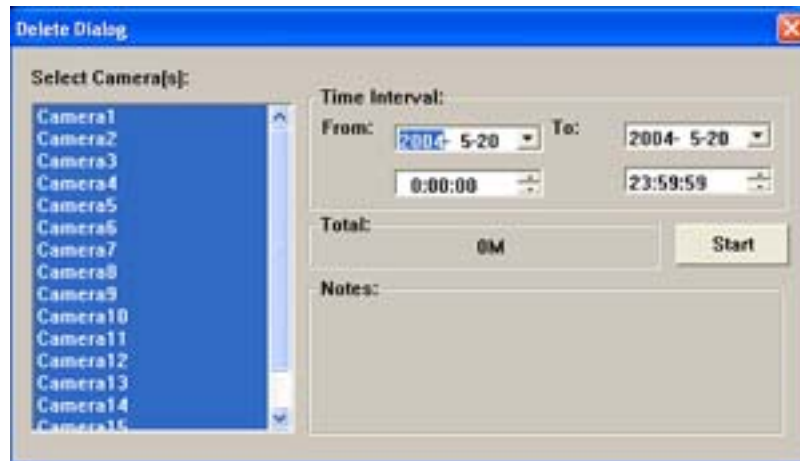 Delete Dialog
Select Camera[s]:
Camera1
Camera2
Camera3
Camera4
Camera5
Camera6
Camera7
Camera8
Camera9
Camera10
Camera11
Camera12
Camera13
Camera14
Camera15
Time Interval:
From: 2004- 5-20 To: 2004- 5-20
0:00:00 23:59:59
Total:
0M
Start
Notes: